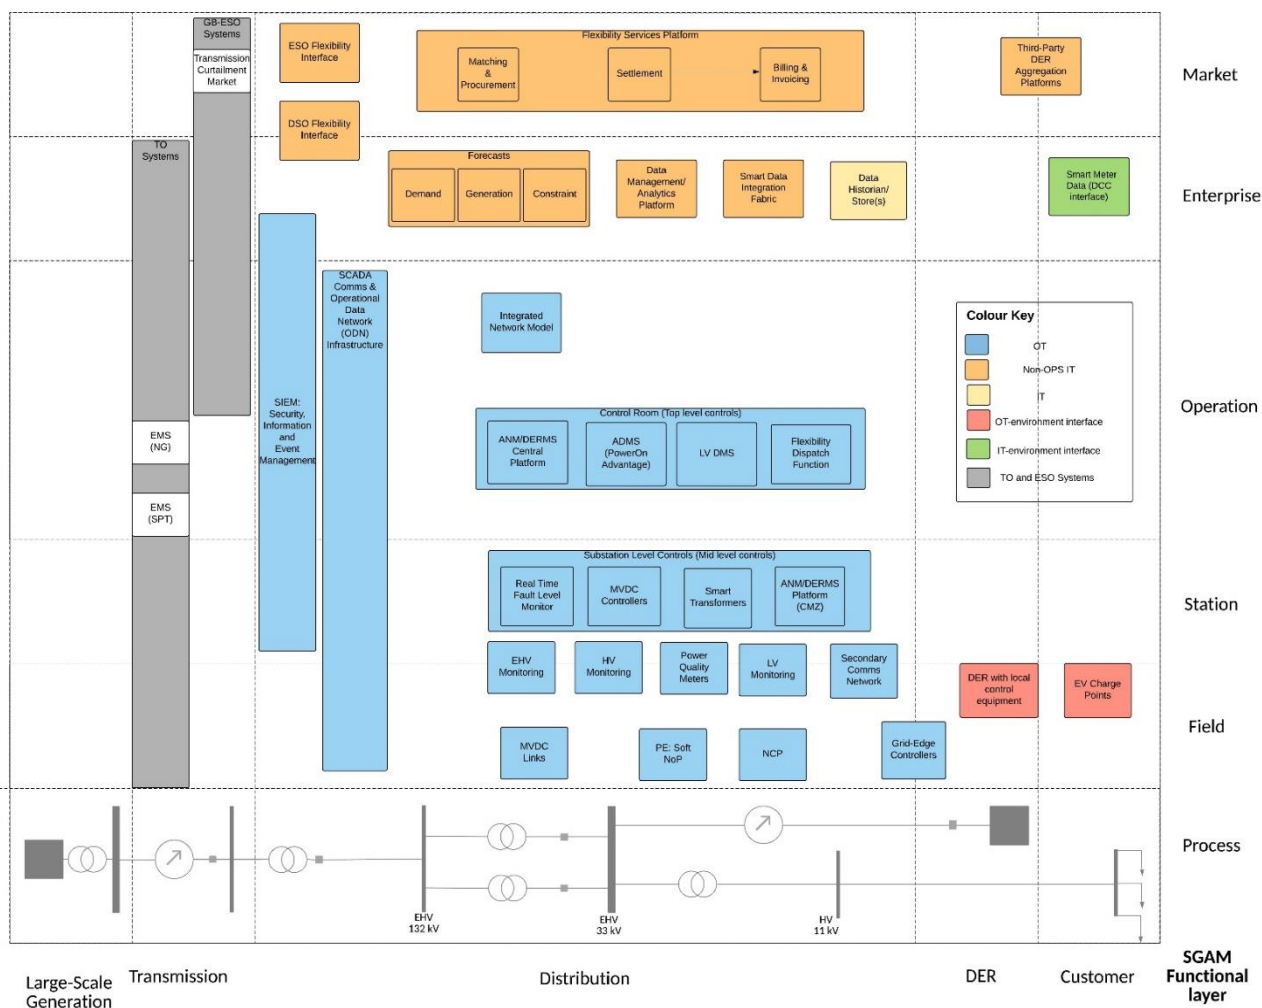 GB-ESO
Systems
Transmission
Curtailment
Market
ESO Flexibility
Interface
DSO Flexibility
Interface
Flexibility Services Platform
Matching
&
Procurement
Settlement
Billing &
Invoicing
Third-Party
DER
Aggregation
Platforms
Market
TO
Systems
Forecasts
Demand
Generation
Constraint
Data
Management/
Analytics
Platform
Smart Data
Integration
Fabric
Data
Historian/
Store(s)
Smart Meter
Data (DCC
interface)
Enterprise
SCADA
Comms &
Operational
Data
Network
(ODN)
Infrastructure
Integrated
Network Model
Colour Key
OT
Non-OPS IT
IT
OT-environment interface
IT-environment interface
TO and ESO Systems
Operation
SIEM:
Security,
Information
and
Event
Management
EMS
(NG)
EMS
(SPT)
Control Room (Top level controls)
ANM/DERMS
Central
Platform
ADMS
(PowerOn
Advantage)
LV DMS
Flexibility
Dispatch
Function
Substation Level Controls (Mid level controls)
Real Time
Fault Level
Monitor
MVDC
Controllers
Smart
Transformers
ANM/DERMS
Platform
(CMZ)
Station
EHV
Monitoring
HV
Monitoring
Power
Quality
Meters
LV
Monitoring
Secondary
Comms
Network
DER with local
control
equipment
EV Charge
Points
MVDC
Links
PE: Soft
NoP
NCP
Grid-Edge
Controllers
Field
Process
EHV
132 kV
EHV
33 kV
HV
11 kV
Large-Scale
Generation
Transmission
Distribution
DER
Customer
SGAM
Functional
layer